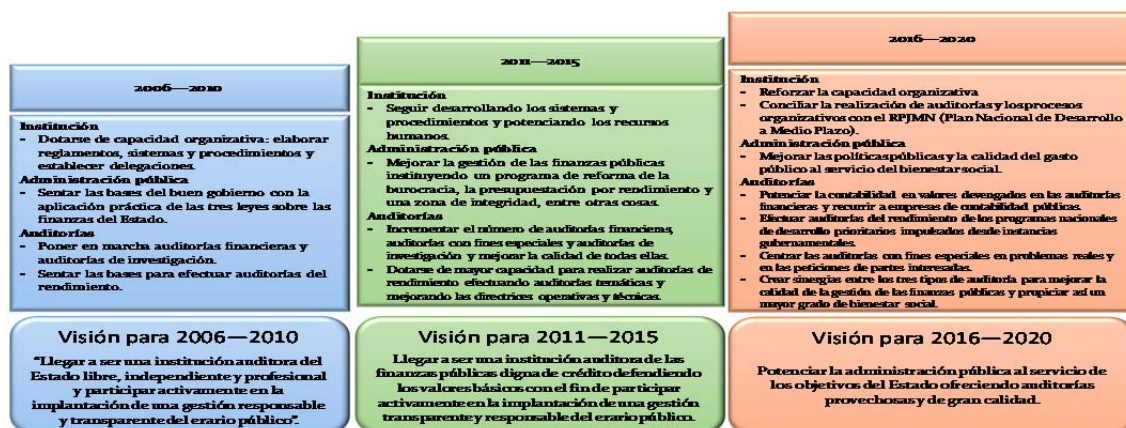 2006—2010
Institución
- Dotarse de capacidad organizativa: elaborar
reglamentos, sistemas y procedimientos y
establecer delegaciones.
Administración pública
- Sentar las bases del buen gobierno con la
aplicación práctica de las tres leyes sobre las
finanzas del Estado.
Auditorías
- Poner en marcha auditorías financieras y
auditorías de investigación.
- Sentar las bases para efectuar auditorías del
rendimiento.
Visión para 2006—2010
"Llegar a ser una institución auditora del
Estado libre, independiente y profesional
y participar activamente en la
implantación de una gestión responsable
y transparente del erario público".
2011—2015
Institución
- Seguir desarrollando los sistemas y
procedimientos y potenciando los recursos
humanos.
Administración pública
- Mejorar la gestión de las finanzas públicas
instituyendo un programa de reforma de la
burocracia, la presupuestación por rendimiento y
una zona de integridad, entre otras cosas.
Auditorías
- Incrementar el número de auditorías financieras,
auditorías con fines especiales y auditorías de
investigación y mejorar la calidad de todas ellas.
- Dotarse de mayor capacidad para realizar auditorías de
rendimiento efectuando auditorías temáticas y
mejorando las directrices operativas y técnicas.
Visión para 2011—2015
Llegar a ser una institución auditora de las
finanzas públicas digna de crédito defendiendo
los valores básicos con el fin de participar
activamente en la implantación de una gestión
transparente y responsable del erario público.
2016—2020
Institución
- Reforzar la capacidad organizativa
- Conciliar la realización de auditorías y los procesos
organizativos con el RPJMN (Plan Nacional de Desarrollo
a Medio Plazo).
Administración pública
- Mejorar las políticas públicas y la calidad del gasto
público al servicio del bienestar social.
Auditorías
- Potenciar la contabilidad en valores devengados en las auditorías
financieras y recurrir a empresas de contabilidad públicas.
- Efectuar auditorías del rendimiento de los programas nacionales
de desarrollo prioritarios impulsados desde instancias
gubernamentales.
- Centrar las auditorías con fines especiales en problemas reales y
en las peticiones de partes interesadas.
- Crear sinergias entre los tres tipos de auditoría para mejorar la
calidad de la gestión de las finanzas públicas y propiciar así un
mayor grado de bienestar social.
Visión para 2016—2020
Potenciar la administración pública al servicio de
los objetivos del Estado ofreciendo auditorías
provechosas y de gran calidad.